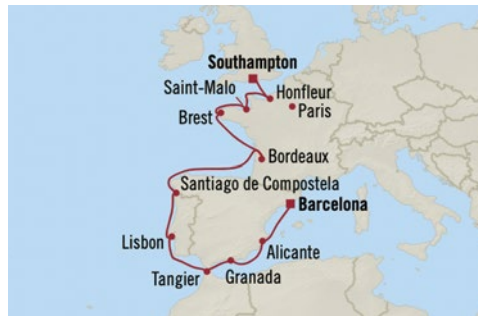 Southampton
Saint-Malo
Honfleur
Paris
Brest
Bordeaux
Santiago de Compostela
Barcelona
Lisbon
Alicante
Tangier
Granada